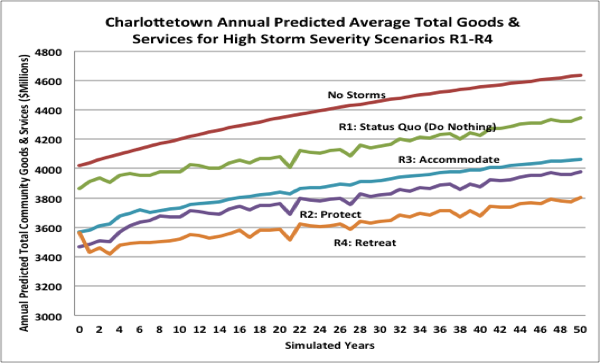 Charlottetown Annual Predicted Average Total Goods &
Services for High Storm Severity Scenarios R1-R4
Annual Predicted Total Community Goods & Srvices ($Millions)
4800
4600
4400
4200
4000
3800
3600
3400
3200
3000
No Storms
R1: Status Quo (Do Nothing)
R3: Accommodate
R2: Protect
R4: Retreat
0 2 4 6 8 10 12 14 16 18 20 22 24 26 28 30 32 34 36 38 40 42 44 46 48 50
Simulated Years